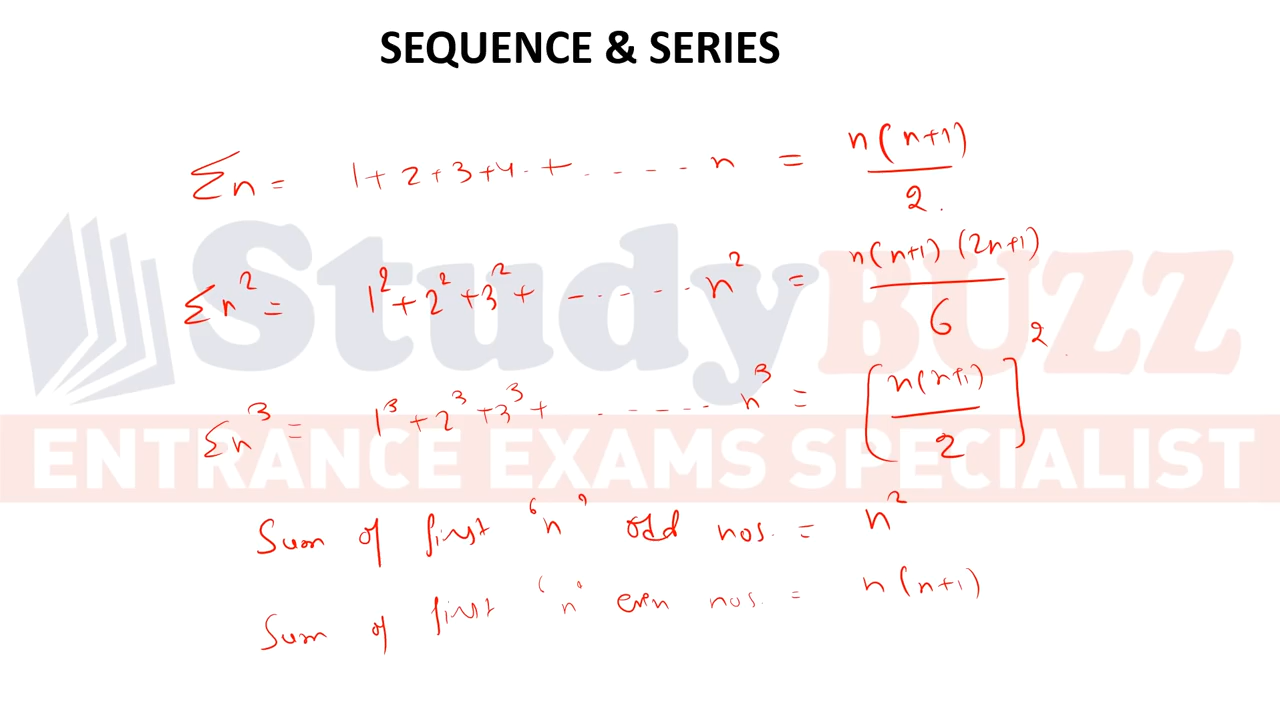 SEQUENCE & SERIES
Σn = 1+2+3+4.+.....n = n(n+1)/2.
StudyBUZZ
Σn² = 1²+2²+3²+ ......n² = n(n+1) (2n+1)/6
Σn³ = 1³+2³+3³+ ......n³ = [n(n+1)/2]²
ENTRANCE EXAMS SPECIALIST
Sum of first 'n' odd nos. = n²
Sum of first 'n' even nos. = n(n+1)